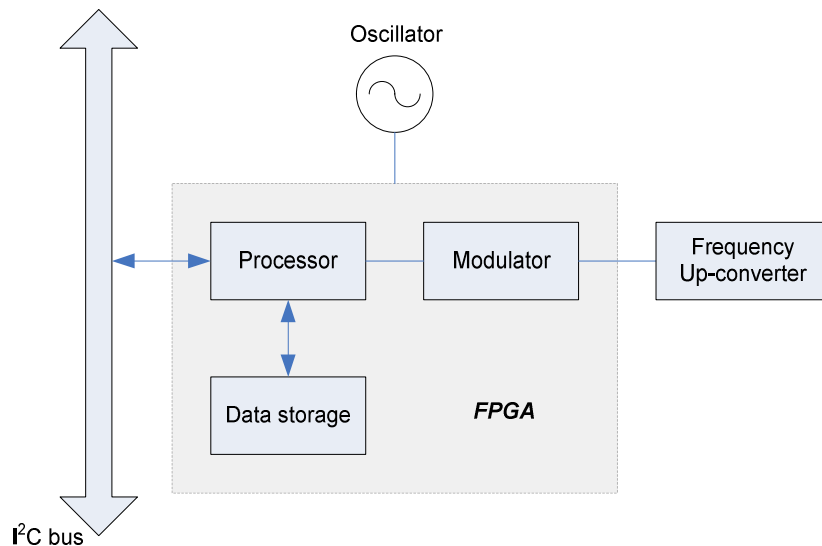 Oscillator
Processor
Modulator
Frequency
Up-converter
Data storage
FPGA
I²C bus